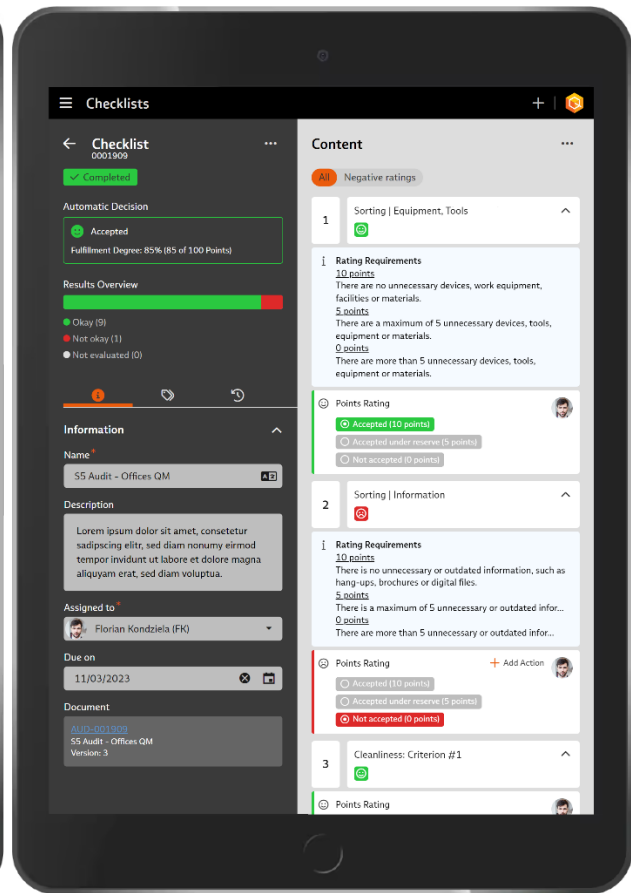 Checklists
Checklist
0001909
Completed
Automatic Decision
Accepted
Fulfillment Degree: 85% (85 of 100 Points)
Results Overview
Okay (9)
Not okay (1)
Not evaluated (0)
Information
Name*
S5 Audit - Offices QM
Description
Lorem ipsum dolor sit amet, consetetur
sadipscing elitr, sed diam nonumy eirmod
tempor invidunt ut labore et dolore magna
aliquyam erat, sed diam voluptua.
Assigned to*
Florian Kondziela (FK)
Due on
11/03/2023
Document
AUD-001909
S5 Audit - Offices QM
Version: 3
Content
All Negative ratings
1 Sorting | Equipment, Tools
Rating Requirements
10 points
There are no unnecessary devices, work equipment,
facilities or materials.
5 points
There are a maximum of 5 unnecessary devices, tools,
equipment or materials.
0 points
There are more than 5 unnecessary devices, tools,
equipment or materials.
Points Rating
Accepted (10 points)
Accepted under reserve (5 points)
Not accepted (0 points)
2 Sorting | Information
Rating Requirements
10 points
There is no unnecessary or outdated information, such as
hang-ups, brochures or digital files.
5 points
There is a maximum of 5 unnecessary or outdated infor...
0 points
There are more than 5 unnecessary or outdated infor...
Points Rating + Add Action
Accepted (10 points)
Accepted under reserve (5 points)
Not accepted (0 points)
3 Cleanliness: Criterion #1
Points Rating